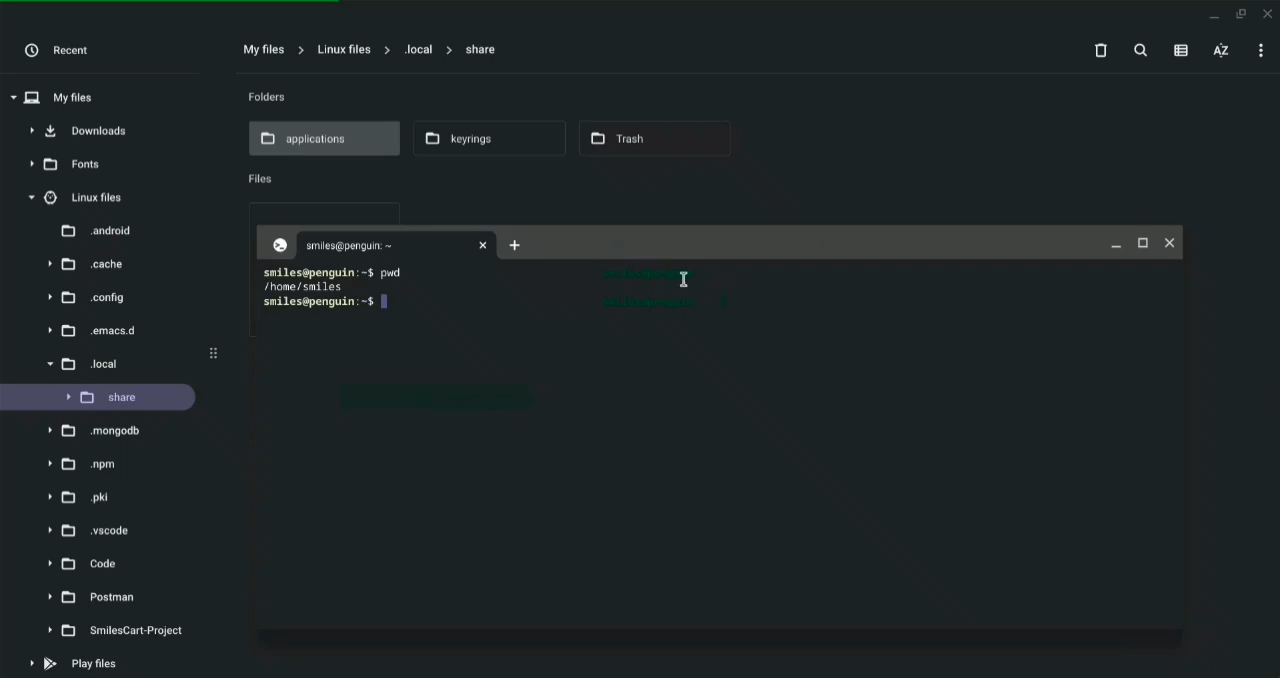 Recent
My files > Linux files > .local > share
AZ
My files
Downloads
Fonts
Linux files
.android
.cache
.config
.emacs.d
.local
share
.mongodb
.npm
.pki
.vscode
Code
Postman
SmilesCart-Project
Play files
Folders
applications
keyrings
Trash
Files
smiles@penguin: ~
smiles@penguin:~$ pwd
/home/smiles
smiles@penguin:~$